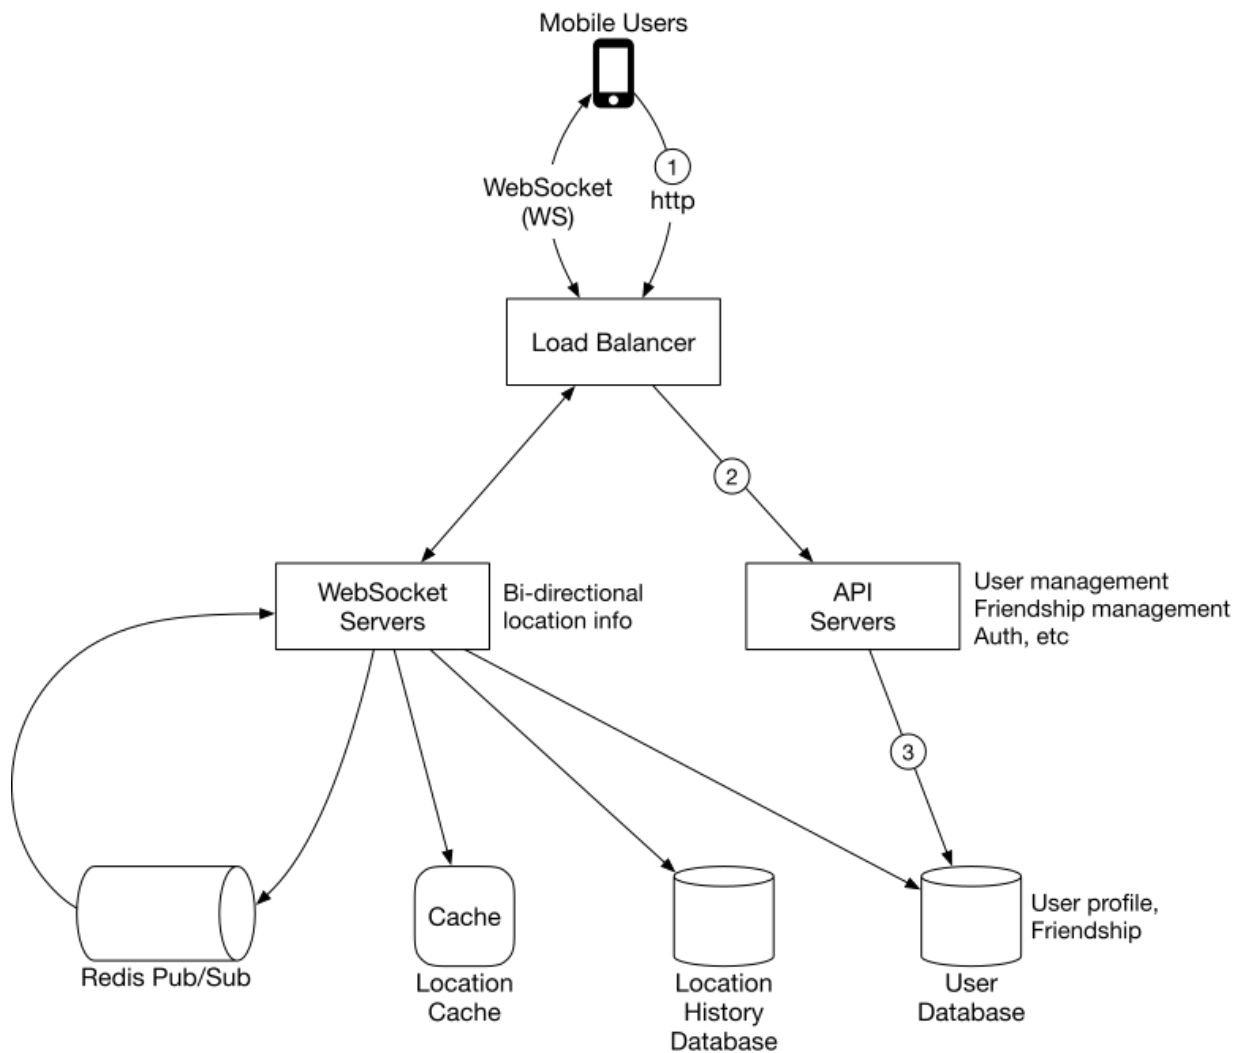 Mobile Users
1
WebSocket
(WS)
http
Load Balancer
2
WebSocket
Servers
Bi-directional
location info
API
Servers
User management
Friendship management
Auth, etc
3
Cache
User profile,
Friendship
Redis Pub/Sub
Location
Cache
Location
History
Database
User
Database